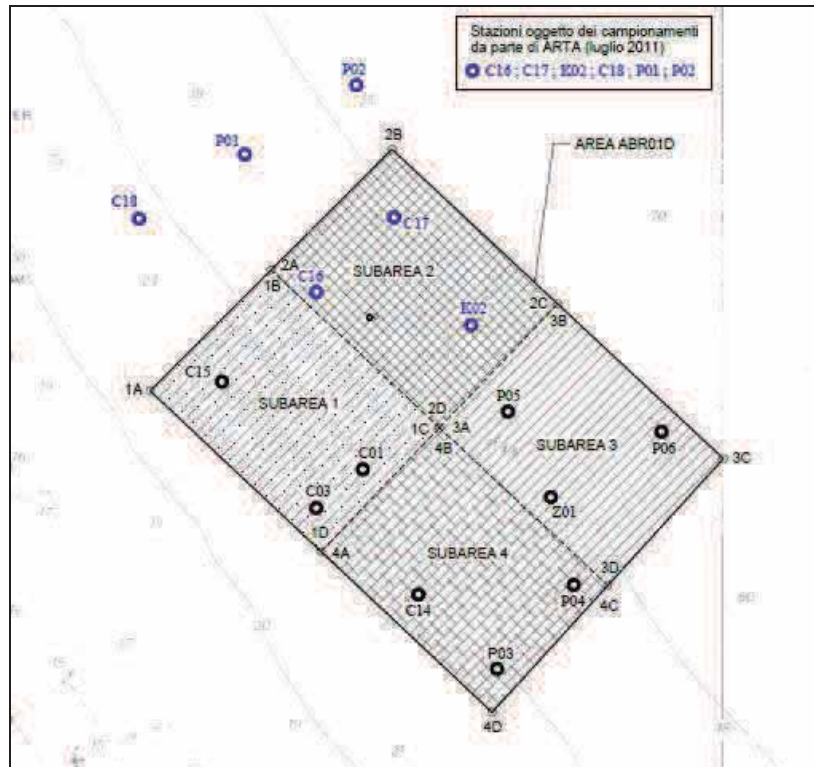 Stazioni oggetto dei campionamenti
da parte di ARTA (luglio 2011)
C16 ; C17 ; E02 ; C18 ; P01 ; P02
P02
2B
AREA ABR01D
P01
C18
C17
2A
1B
C16
SUBAREA 2
E02
2C
3B
1A
C15
SUBAREA 1
2D
1C
3A
4B
P05
SUBAREA 3
P06
3C
C01
C03
Z01
1D
4A
SUBAREA 4
3D
4C
P04
C14
P03
4D